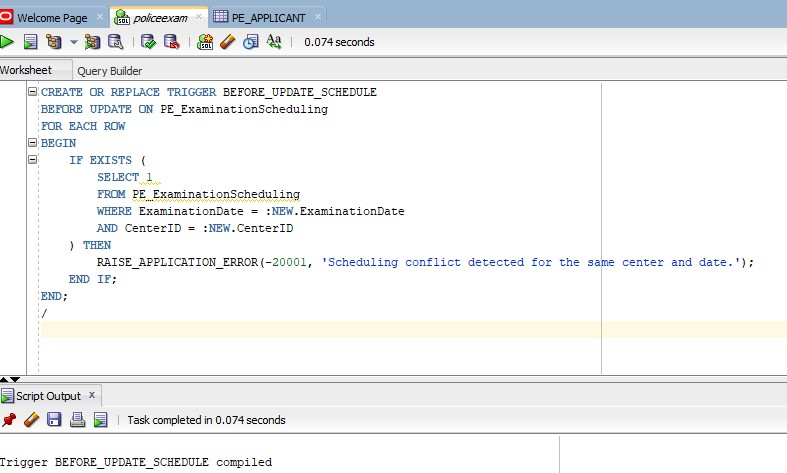 Welcome Page
policeexam
PE_APPLICANT
SQL
Aa
0.074 seconds
Worksheet
Query Builder
CREATE OR REPLACE TRIGGER BEFORE_UPDATE_SCHEDULE
BEFORE UPDATE ON PE_ExaminationScheduling
FOR EACH ROW
BEGIN
IF EXISTS (
SELECT 1
FROM PE_ExaminationScheduling
WHERE ExaminationDate = :NEW.ExaminationDate
AND CenterID = :NEW.CenterID
) THEN
RAISE_APPLICATION_ERROR(-20001, 'Scheduling conflict detected for the same center and date.');
END IF;
END;
/
Script Output
Task completed in 0.074 seconds
Trigger BEFORE_UPDATE_SCHEDULE compiled